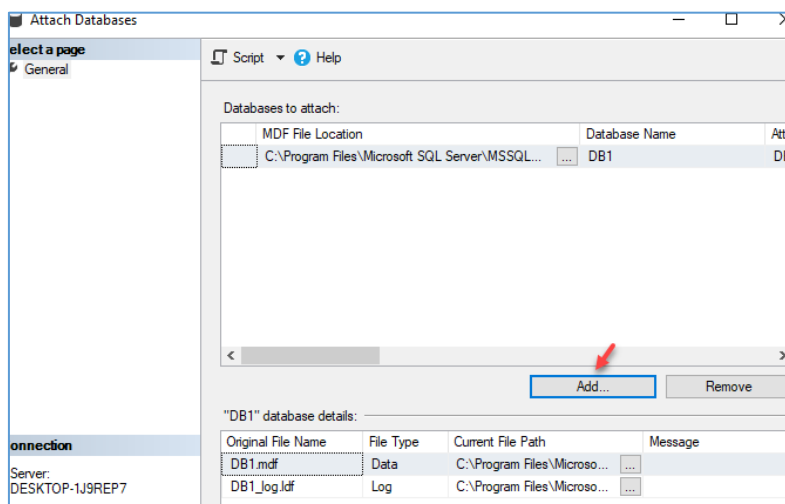 Attach Databases
elect a page
General
Script Help
Databases to attach:
MDF File Location Database Name Att
C:\Program Files\Microsoft SQL Server\MSSQL... ... DB1 D
Add... Remove
"DB1" database details:
Original File Name File Type Current File Path Message
DB1.mdf Data C:\Program Files\Microso... ...
DB1_log.ldf Log C:\Program Files\Microso... ...
onnection
Server:
DESKTOP-1J9REP7